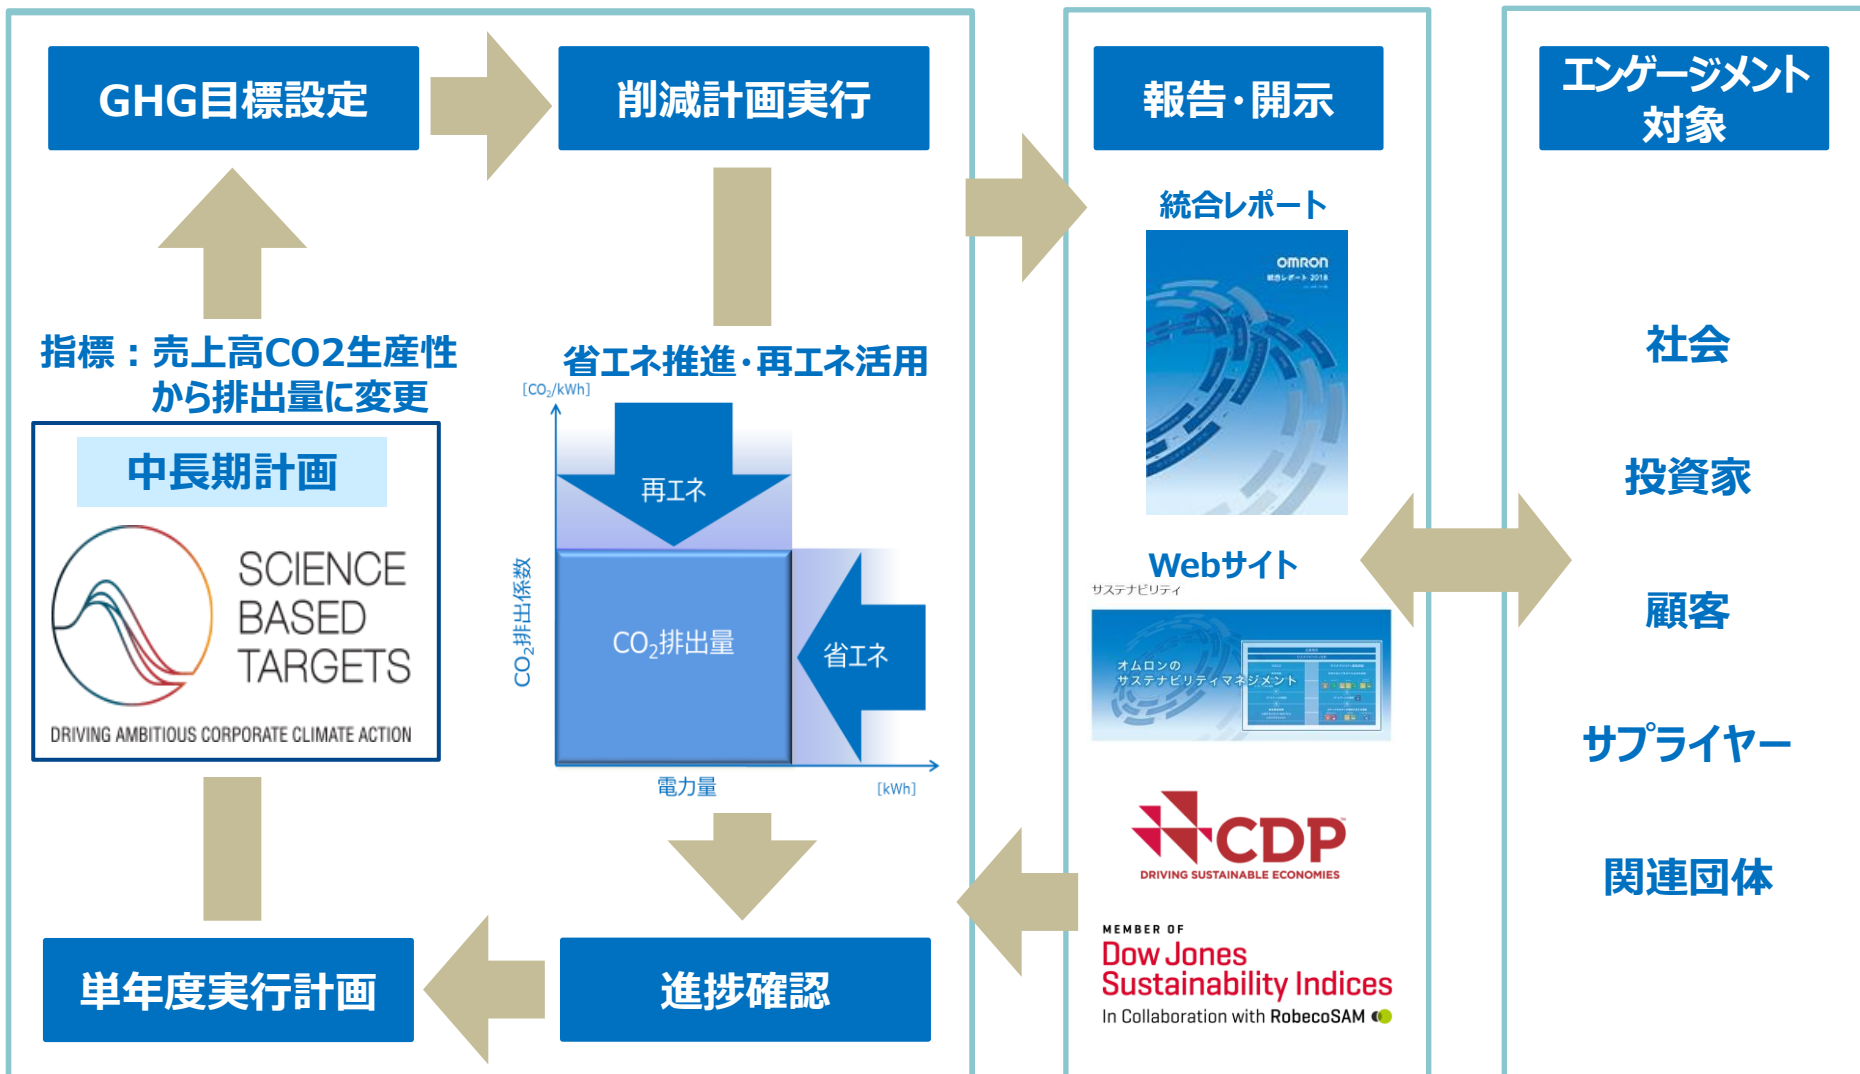 GHG目標設定
指標：売上高CO2生産性
から排出量に変更
中長期計画
SCIENCE
BASED
TARGETS
DRIVING AMBITIOUS CORPORATE CLIMATE ACTION
単年度実行計画
削減計画実行
省エネ推進・再エネ活用
[CO₂/kWh]
再エネ
CO₂排出係数
CO₂排出量
省エネ
電力量
[kWh]
進捗確認
報告・開示
統合レポート
OMRON
統合レポート 2018
Webサイト
サステナビリティ
オムロンの
サステナビリティマネジメント
CDP
DRIVING SUSTAINABLE ECONOMIES
MEMBER OF
Dow Jones
Sustainability Indices
In Collaboration with RobecoSAM
エンゲージメント
対象
社会
投資家
顧客
サプライヤー
関連団体